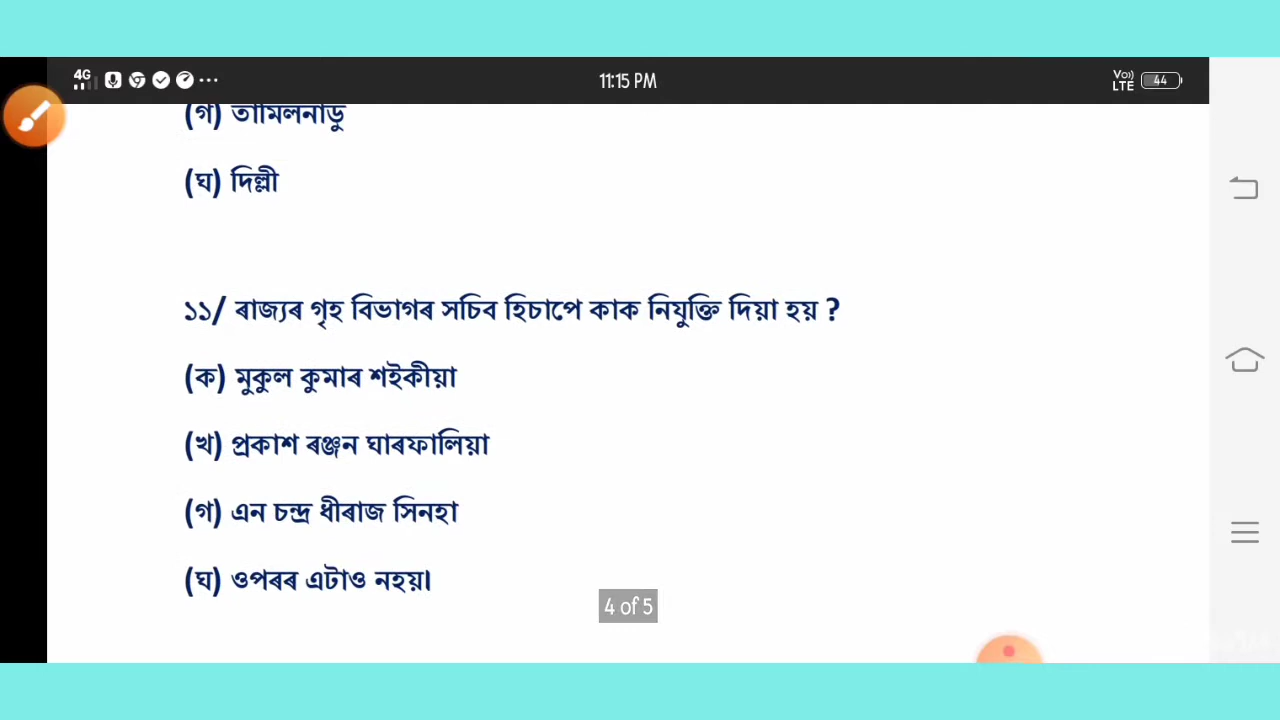 4G
11:15 PM
Vo)) LTE
44
(গ) তামিলনাডু
(ঘ) দিল্লী
১১/ ৰাজ্যৰ গৃহ বিভাগৰ সচিব হিচাপে কাক নিযুক্তি দিয়া হয় ?
(ক) মুকুল কুমাৰ শইকীয়া
(খ) প্ৰকাশ ৰঞ্জন ঘাৰফালিয়া
(গ) এন চন্দ্ৰ ধীৰাজ সিনহা
(ঘ) ওপৰৰ এটাও নহয়।
4 of 5